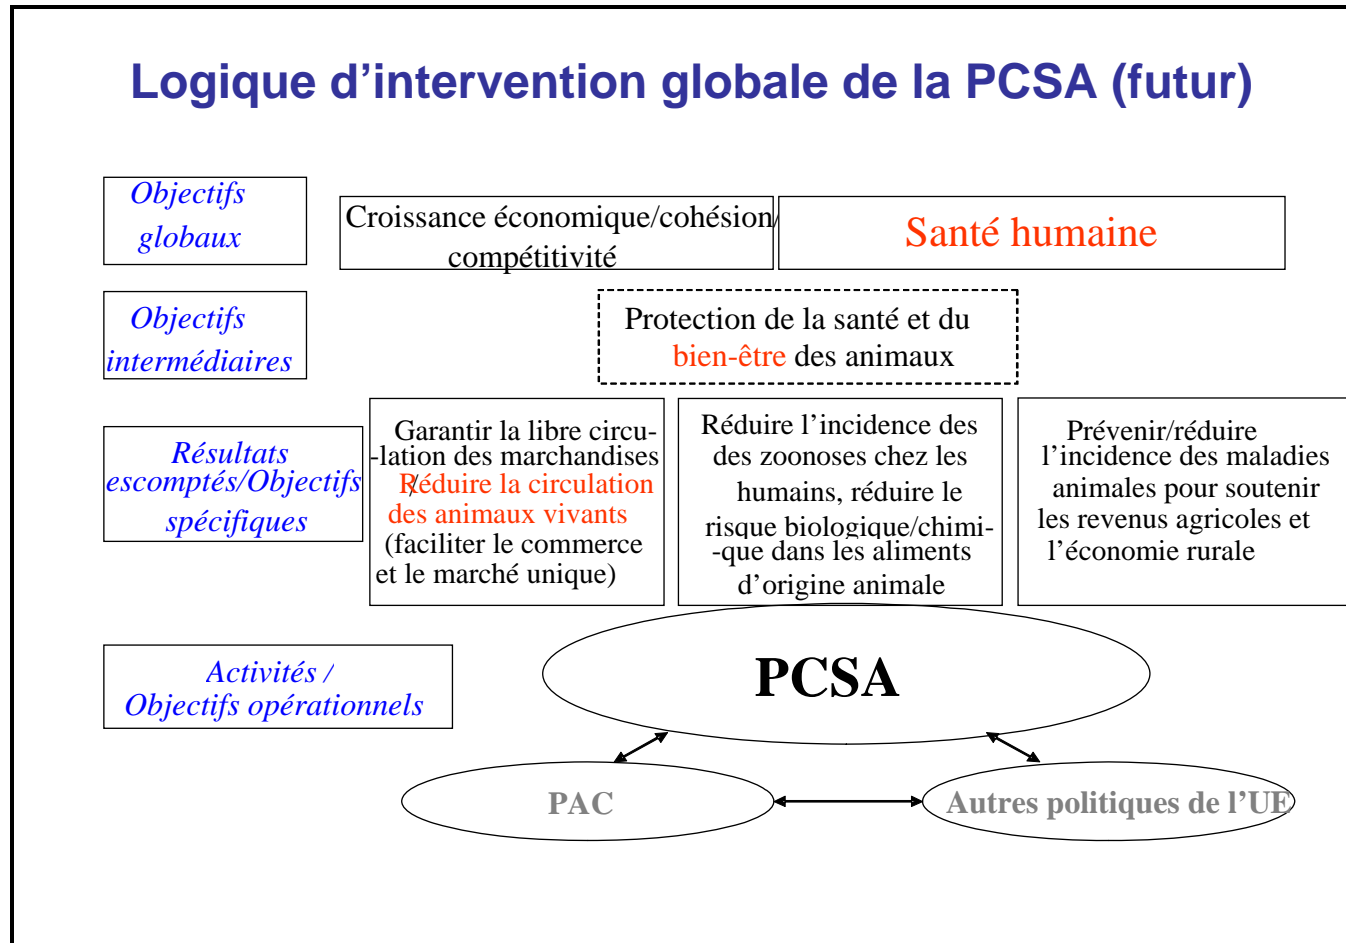 Logique d’intervention globale de la PCSA (futur)
Objectifs
globaux
Croissance économique/cohésion/
compétitivité
Santé humaine
Objectifs
intermédiaires
Protection de la santé et du
bien-être des animaux
Résultats
escomptés/Objectifs
spécifiques
Garantir la libre circu-
-lation des marchandises
/Réduire la circulation
des animaux vivants
(faciliter le commerce
et le marché unique)
Réduire l’incidence des
des zoonoses chez les
humains, réduire le
risque biologique/chimi-
-que dans les aliments
d’origine animale
Prévenir/réduire
l’incidence des maladies
animales pour soutenir
les revenus agricoles et
l’économie rurale
Activités /
Objectifs opérationnels
PCSA
PAC
Autres politiques de l’UE